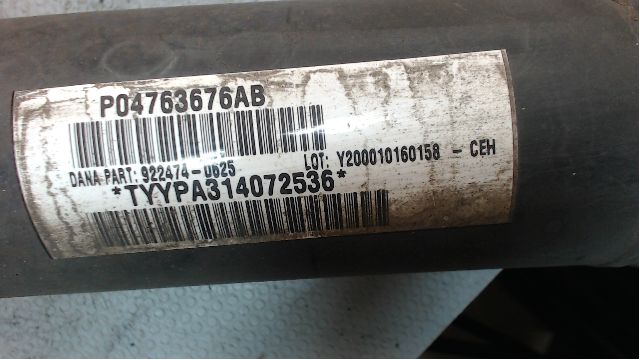 P04763676AB
DANA PART: 922474-0625 LOT: Y200010160158 - CEH
*TYYPA314072536*